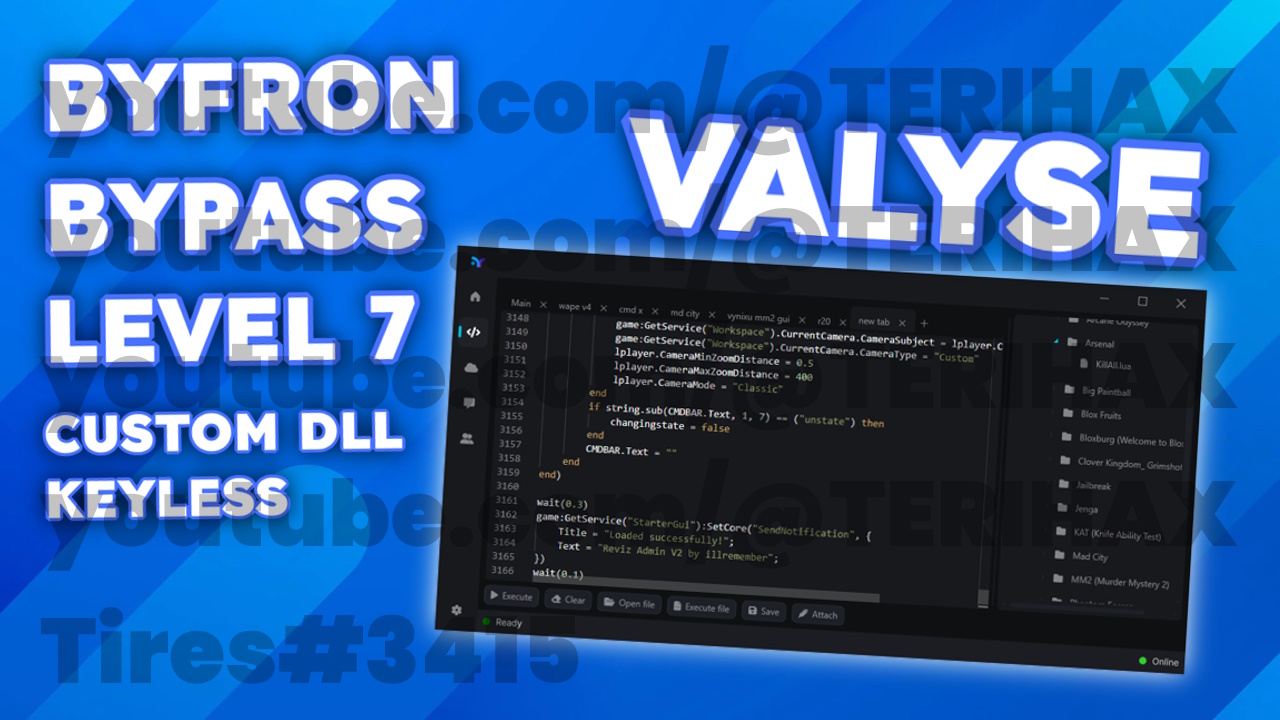 BYFRON
BYPASS
LEVEL 7
CUSTOM DLL
KEYLESS
VALYSE
youtube.com/@TERIHAX
youtube.com/@TERIHAX
youtube.com/@TERIHAX
youtube.com/@TERIHAX
Tires#3415
Main
wape v4
cmd x
md city
vynixu mm2 gui
r20
new tab
3148
3149 game:GetService("Workspace").CurrentCamera.CameraSubject = lplayer.C
3150 game:GetService("Workspace").CurrentCamera.CameraType = "Custom"
3151 lplayer.CameraMinZoomDistance = 0.5
3152 lplayer.CameraMaxZoomDistance = 400
3153 lplayer.CameraMode = "Classic"
3154 end
3155 if string.sub(CMDBAR.Text, 1, 7) == ("unstate") then
3156 changingstate = false
3157 end
3158 CMDBAR.Text = ""
3159 end
3160 end)
3161
3162 wait(0.3)
3163 game:GetService("StarterGui"):SetCore("SendNotification", {
3164 Title = "Loaded successfully!";
3165 Text = "Reviz Admin V2 by illremember";
3166 })
wait(0.1)
Arcane Odyssey
Arsenal
KillAll.lua
Big Paintball
Blox Fruits
Bloxburg (Welcome to Blox
Clover Kingdom_ Grimshot
Jailbreak
Jenga
KAT (Knife Ability Test)
Mad City
MM2 (Murder Mystery 2)
Execute
Clear
Open file
Execute file
Save
Attach
Ready
Online